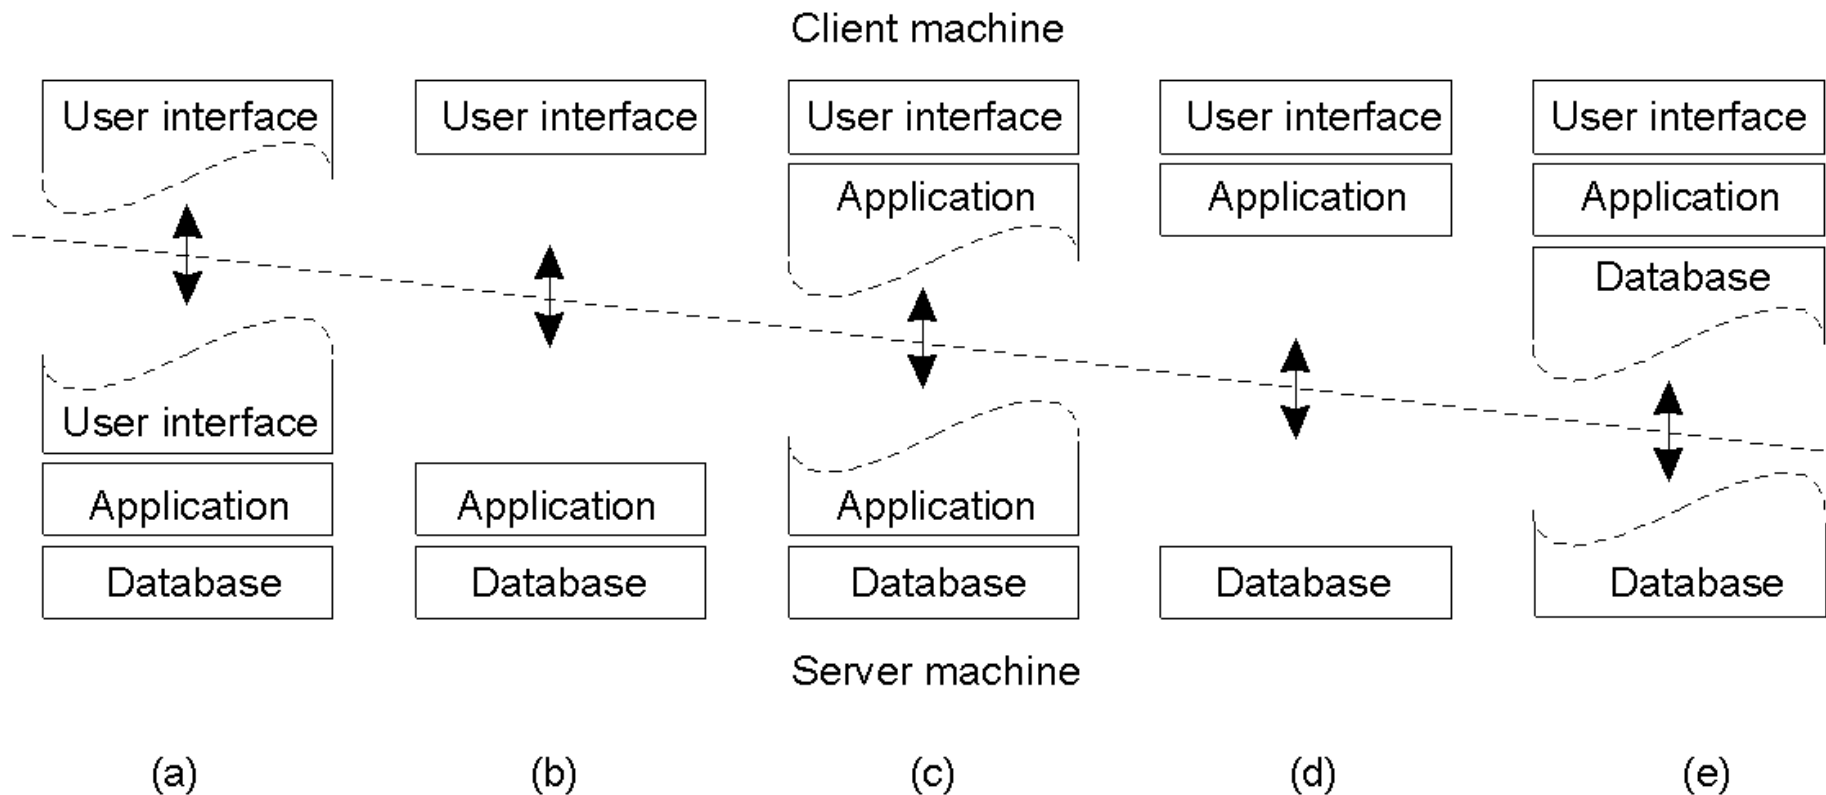 Client machine
User interface
User interface
User interface
User interface
User interface
Application
Application
Application
Database
User interface
Application
Application
Application
Database
Database
Database
Database
Database
Server machine
(a)
(b)
(c)
(d)
(e)